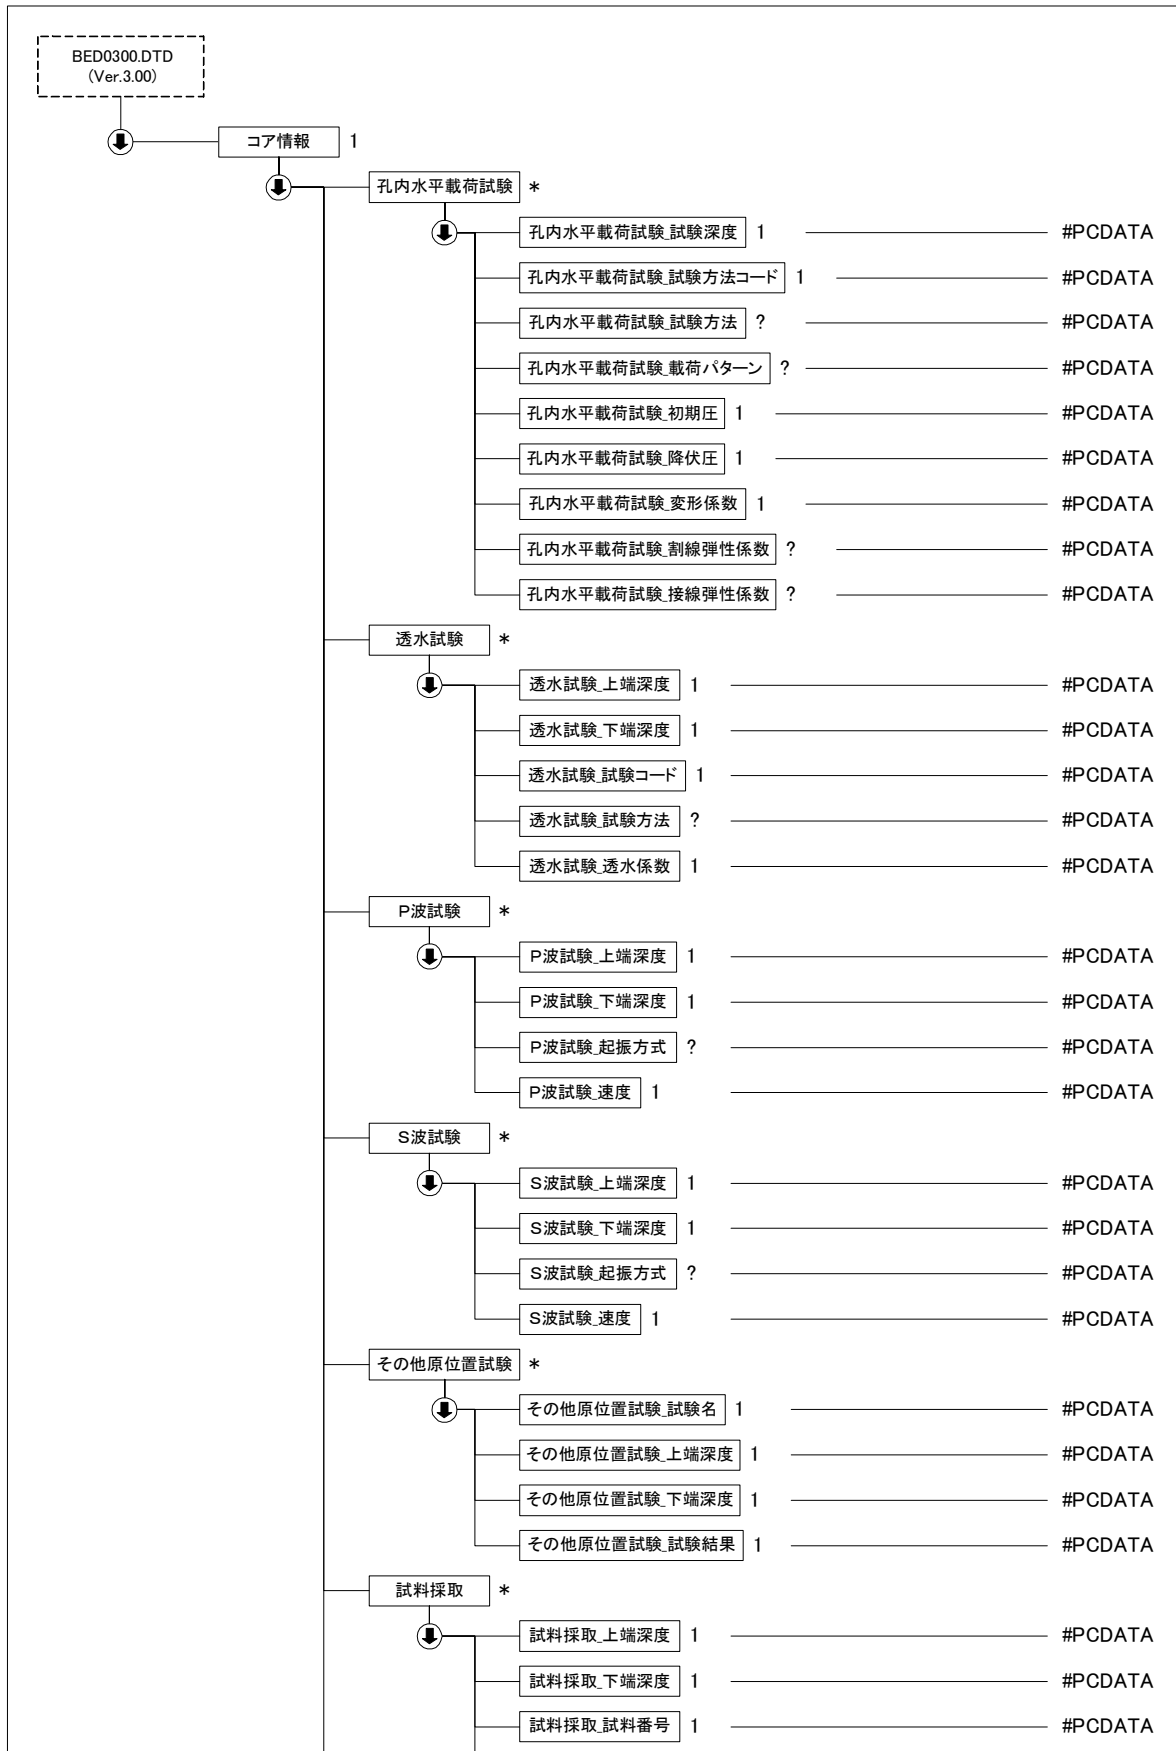 BED0300.DTD
(Ver.3.00)
コア情報 1
孔内水平載荷試験 *
孔内水平載荷試験_試験深度 1 #PCDATA
孔内水平載荷試験_試験方法コード 1 #PCDATA
孔内水平載荷試験_試験方法 ? #PCDATA
孔内水平載荷試験_載荷パターン ? #PCDATA
孔内水平載荷試験_初期圧 1 #PCDATA
孔内水平載荷試験_降伏圧 1 #PCDATA
孔内水平載荷試験_変形係数 1 #PCDATA
孔内水平載荷試験_割線弾性係数 ? #PCDATA
孔内水平載荷試験_接線弾性係数 ? #PCDATA
透水試験 *
透水試験_上端深度 1 #PCDATA
透水試験_下端深度 1 #PCDATA
透水試験_試験コード 1 #PCDATA
透水試験_試験方法 ? #PCDATA
透水試験_透水係数 1 #PCDATA
P波試験 *
P波試験_上端深度 1 #PCDATA
P波試験_下端深度 1 #PCDATA
P波試験_起振方式 ? #PCDATA
P波試験_速度 1 #PCDATA
S波試験 *
S波試験_上端深度 1 #PCDATA
S波試験_下端深度 1 #PCDATA
S波試験_起振方式 ? #PCDATA
S波試験_速度 1 #PCDATA
その他原位置試験 *
その他原位置試験_試験名 1 #PCDATA
その他原位置試験_上端深度 1 #PCDATA
その他原位置試験_下端深度 1 #PCDATA
その他原位置試験_試験結果 1 #PCDATA
試料採取 *
試料採取_上端深度 1 #PCDATA
試料採取_下端深度 1 #PCDATA
試料採取_試料番号 1 #PCDATA